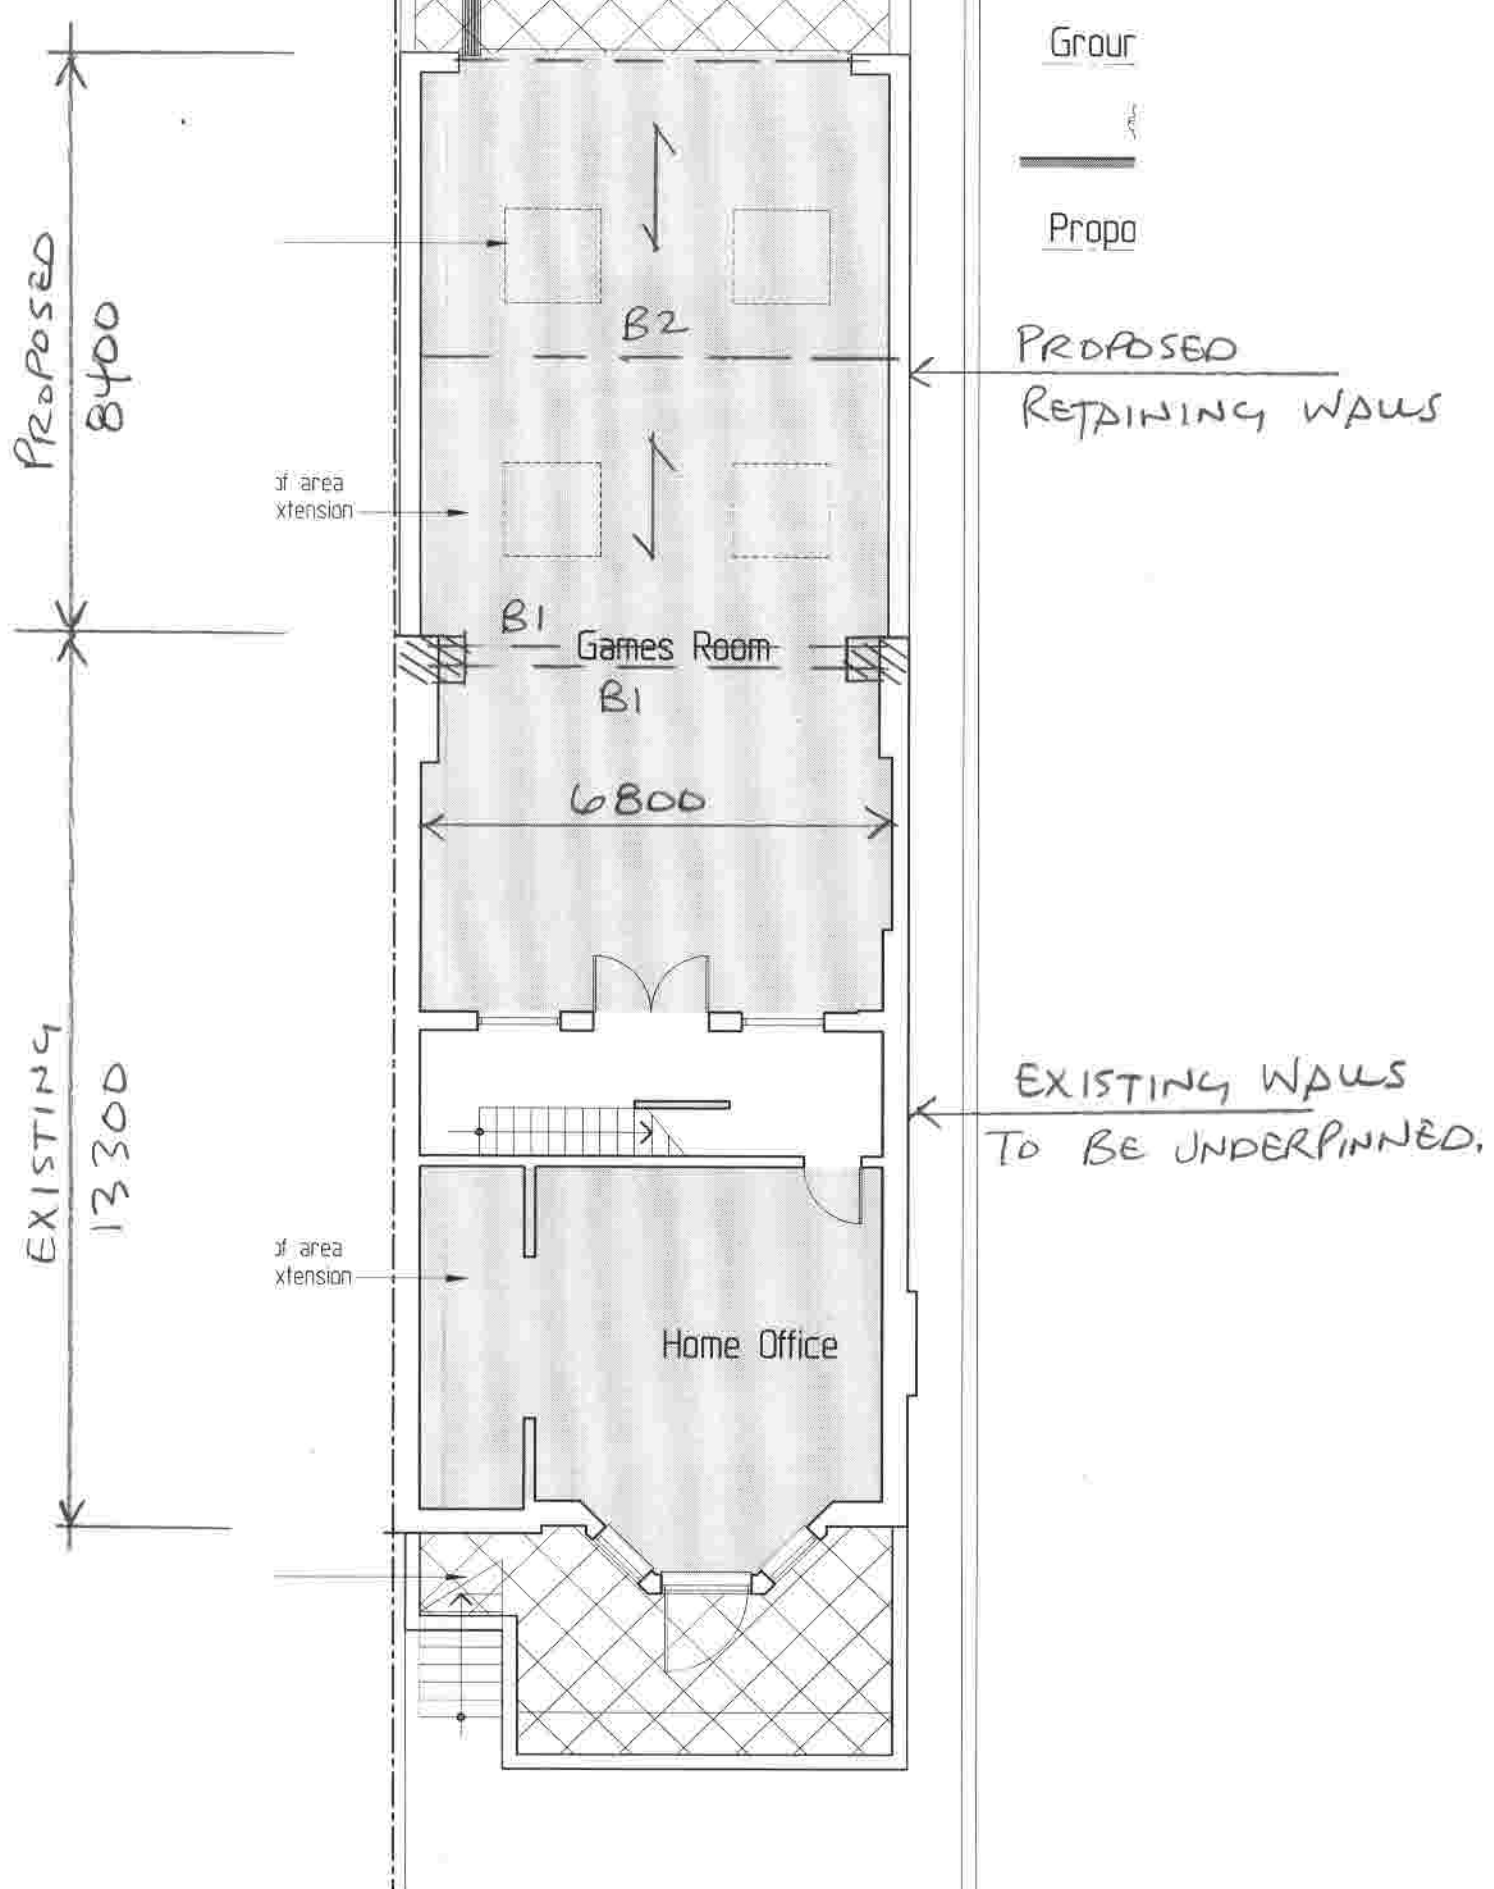 Grour
Propo
PROPOSED
8400
B2
PROPOSED
RETAINING WALLS
of area
xtension
B1
Games Room
B1
6800
EXISTING
13300
EXISTING WALLS
TO BE UNDERPINNED.
of area
xtension
Home Office